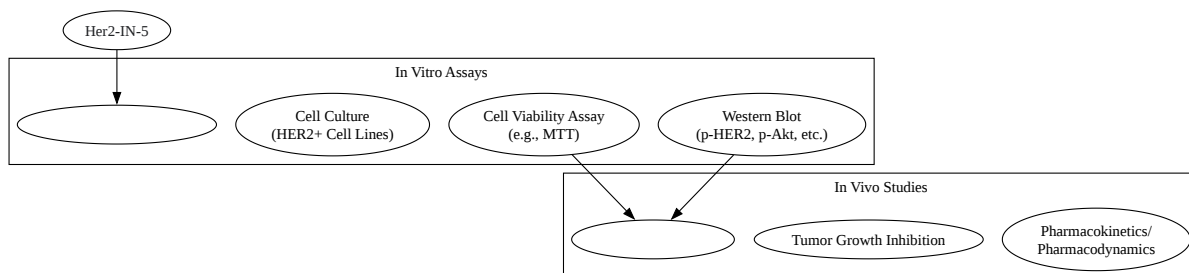 Her2-IN-5
In Vitro Assays
Cell Culture
(HER2+ Cell Lines)
Cell Viability Assay
(e.g., MTT)
Western Blot
(p-HER2, p-Akt, etc.)
In Vivo Studies
Tumor Growth Inhibition
Pharmacokinetics/
Pharmacodynamics